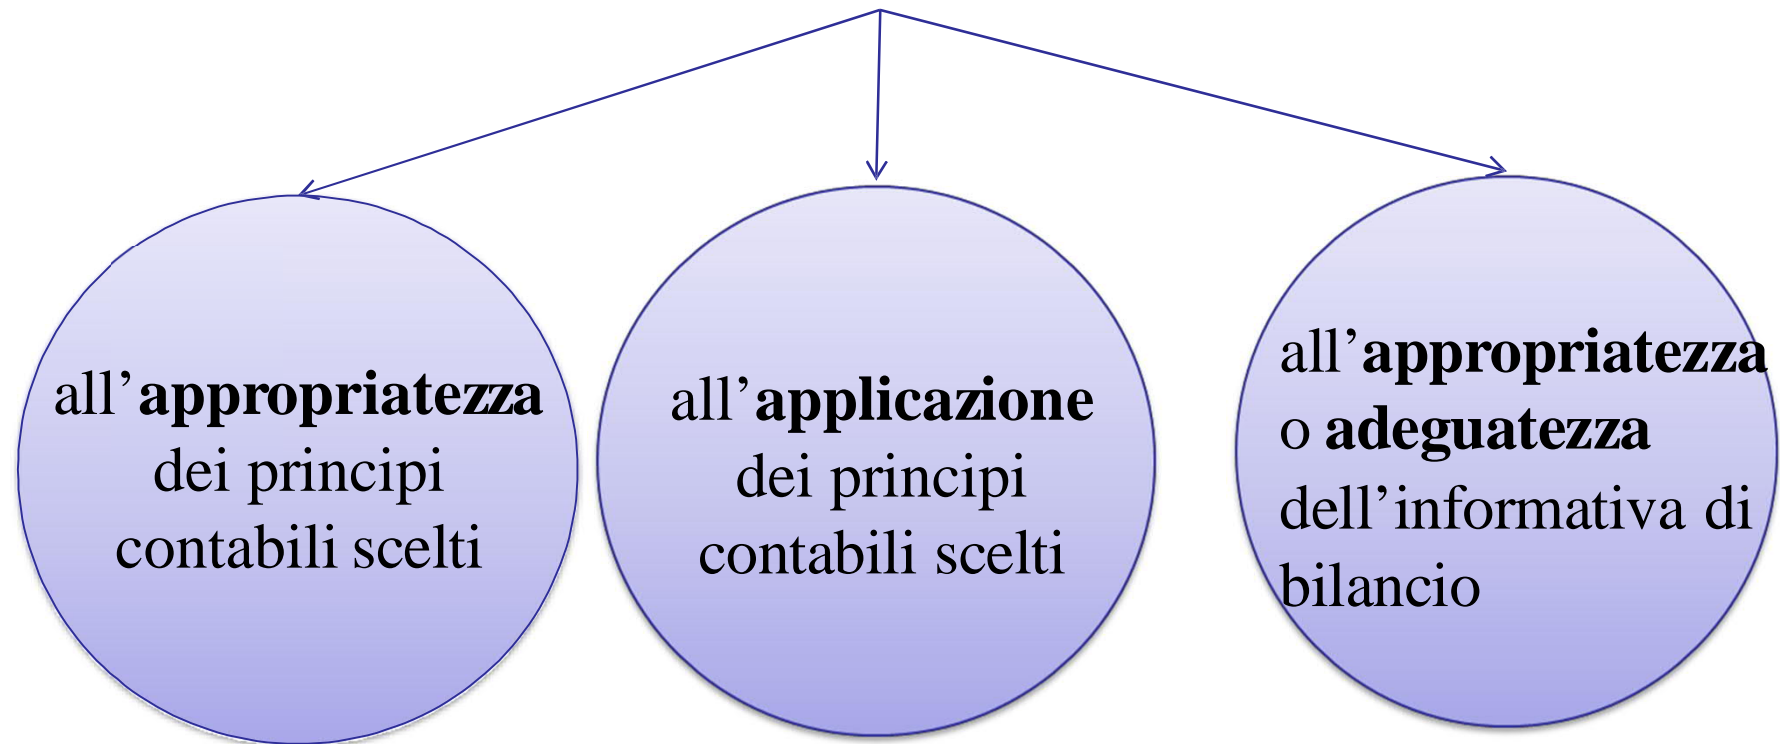 all’appropriatezza
dei principi
contabili scelti
all’applicazione
dei principi
contabili scelti
all’appropriatezza
o adeguatezza
dell’informativa di
bilancio